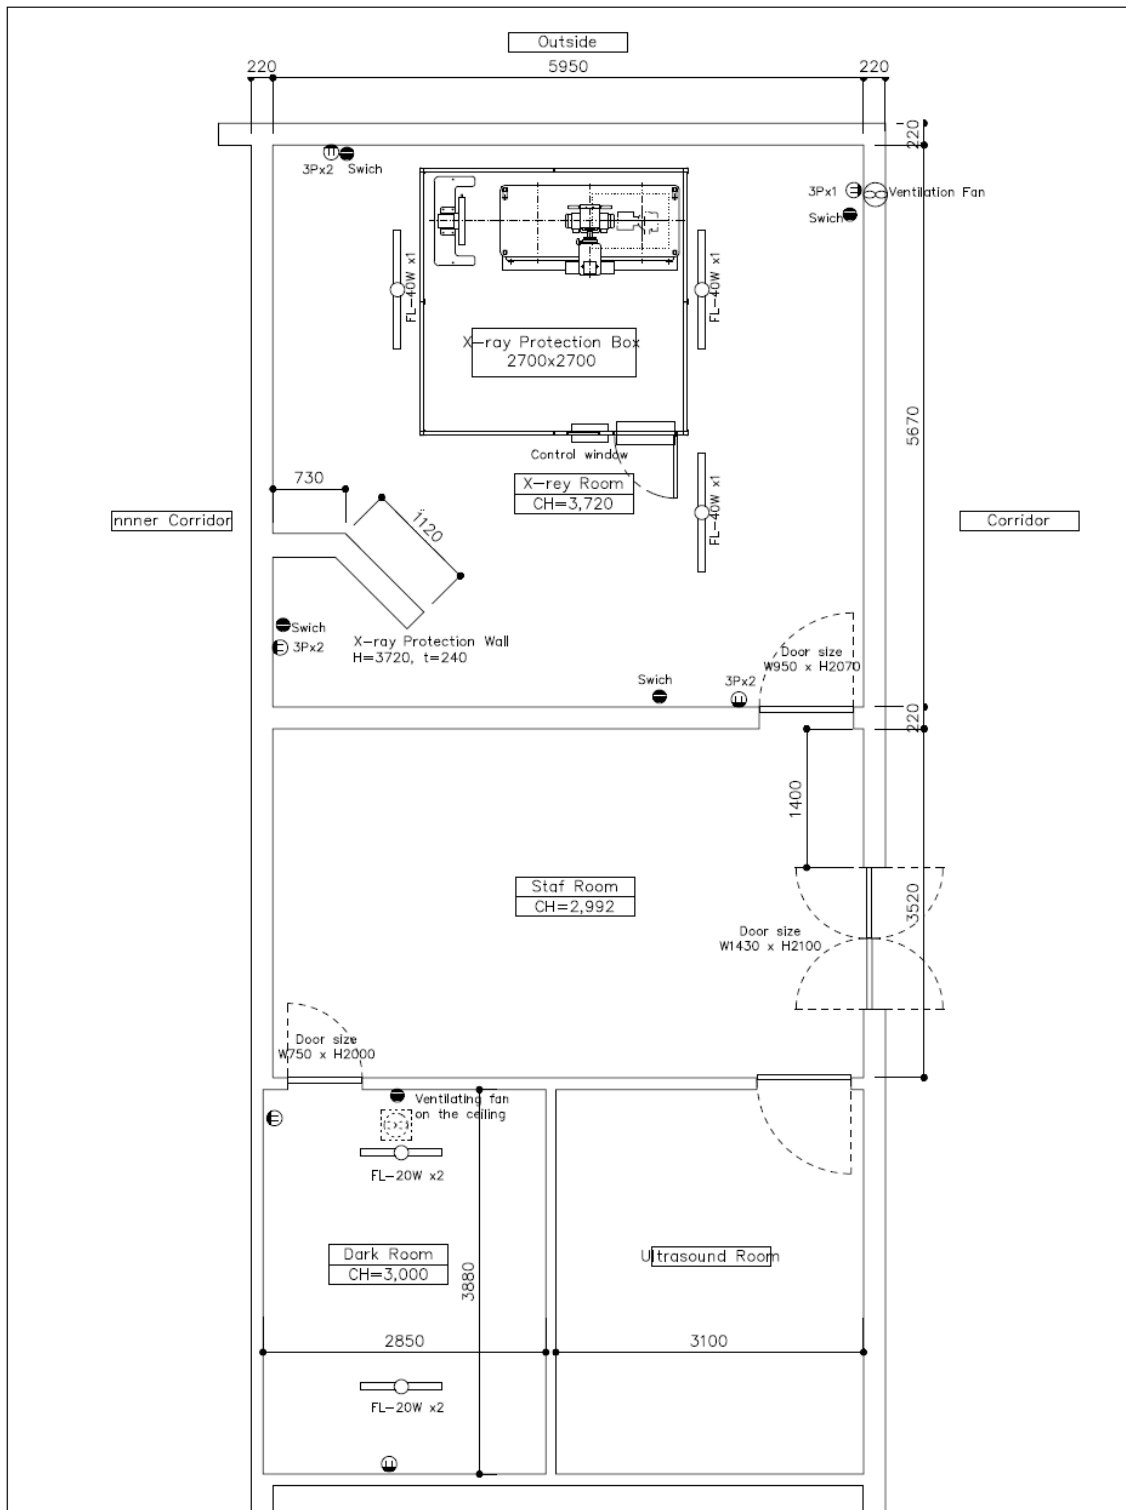 Outside
220
5950
220
220
3Px2
Swich
3Px1
Ventilation Fan
Swich
FL-40W x1
FL-40W x1
X-ray Protection Box
2700x2700
5670
Control window
730
X-rey Room
CH=3,720
FL-40W x1
nnner Corridor
1120
Corridor
Swich
3Px2
X-ray Protection Wall
H=3720, t=240
Door size
W950 x H2070
Swich
3Px2
220
1400
Staf Room
CH=2,992
3520
Door size
W1430 x H2100
Door size
W750 x H2000
Ventilating fan
on the ceiling
FL-20W x2
Dark Room
CH=3,000
3880
Ultrasound Room
2850
3100
FL-20W x2